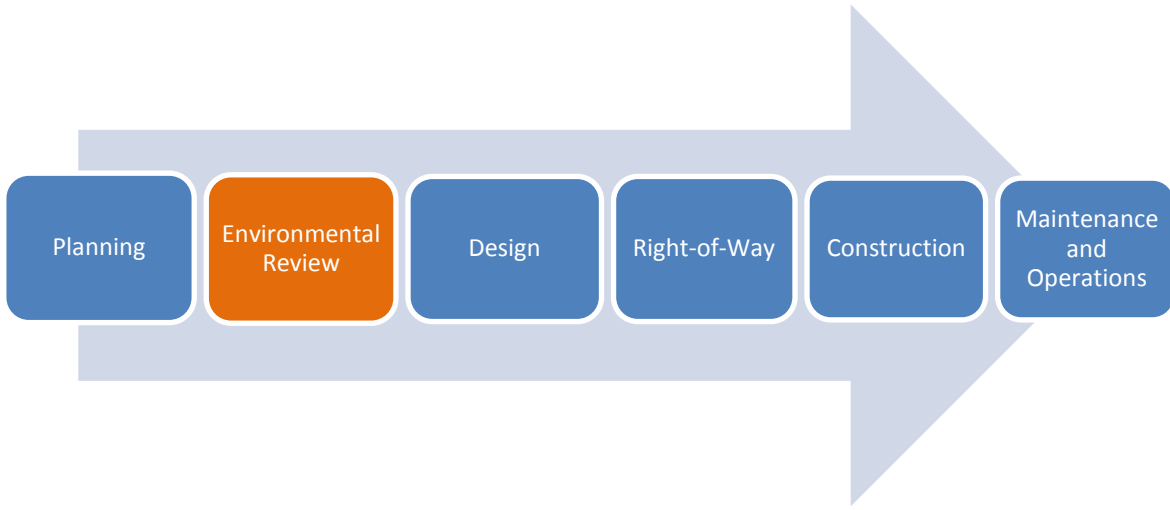 Planning
Environmental
Review
Design
Right-of-Way
Construction
Maintenance
and
Operations